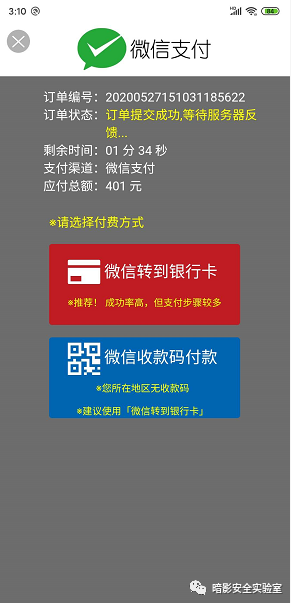 3:10
HD
84
微信支付
订单编号：20200527151031185622
订单状态：订单提交成功,等待服务器反
馈...
剩余时间：01 分 34 秒
支付渠道：微信支付
应付总额：401 元
※请选择付费方式
微信转到银行卡
※推荐！ 成功率高，但支付步骤较多
微信收款码付款
※您所在地区无收款码
※建议使用「微信转到银行卡」
暗影安全实验室